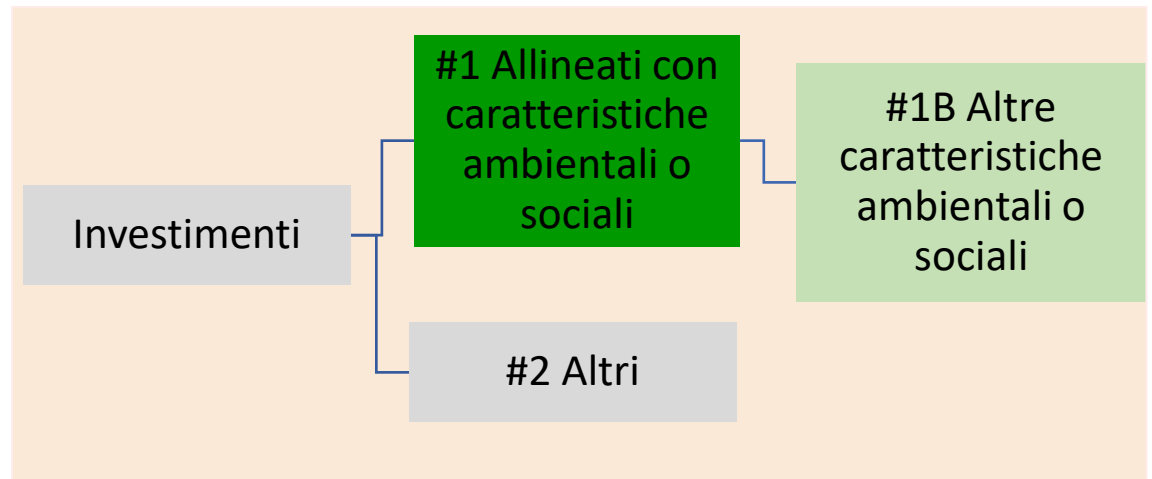 #1 Allineati con
caratteristiche
ambientali o
sociali
#1B Altre
caratteristiche
ambientali o
sociali
Investimenti
#2 Altri